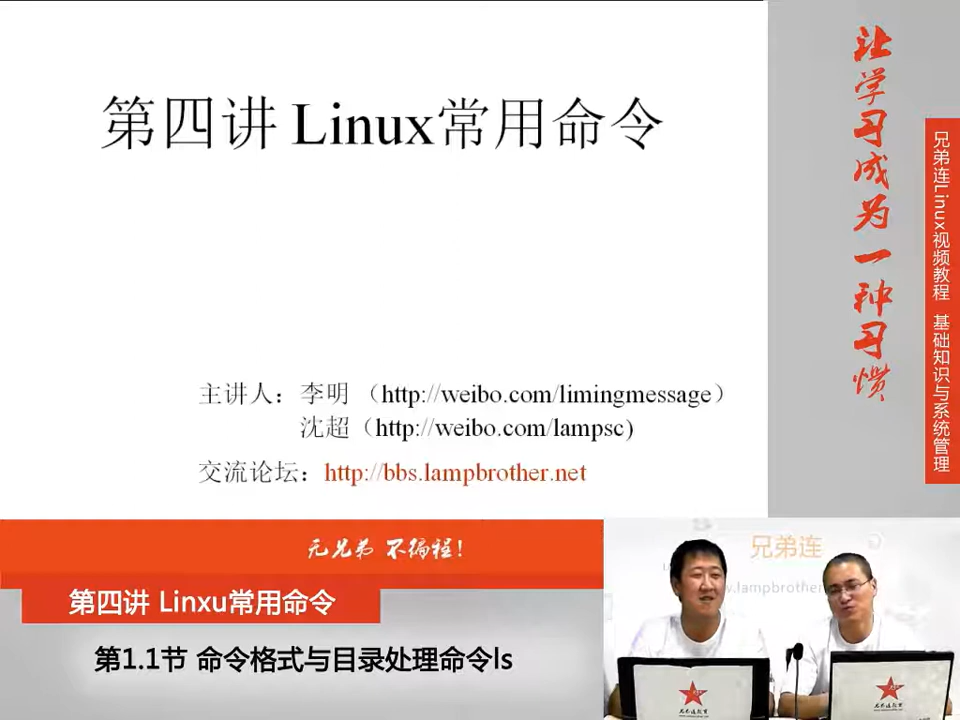 第四讲 Linux常用命令
主讲人：李明 （http://weibo.com/limingmessage）
沈超（http://weibo.com/lampsc)
交流论坛：http://bbs.lampbrother.net
让学习成为一种习惯
兄弟连Linux视频教程 基础知识与系统管理
无兄弟 不编程！
第四讲 Linxu常用命令
第1.1节 命令格式与目录处理命令ls
兄弟连
.lampbrother